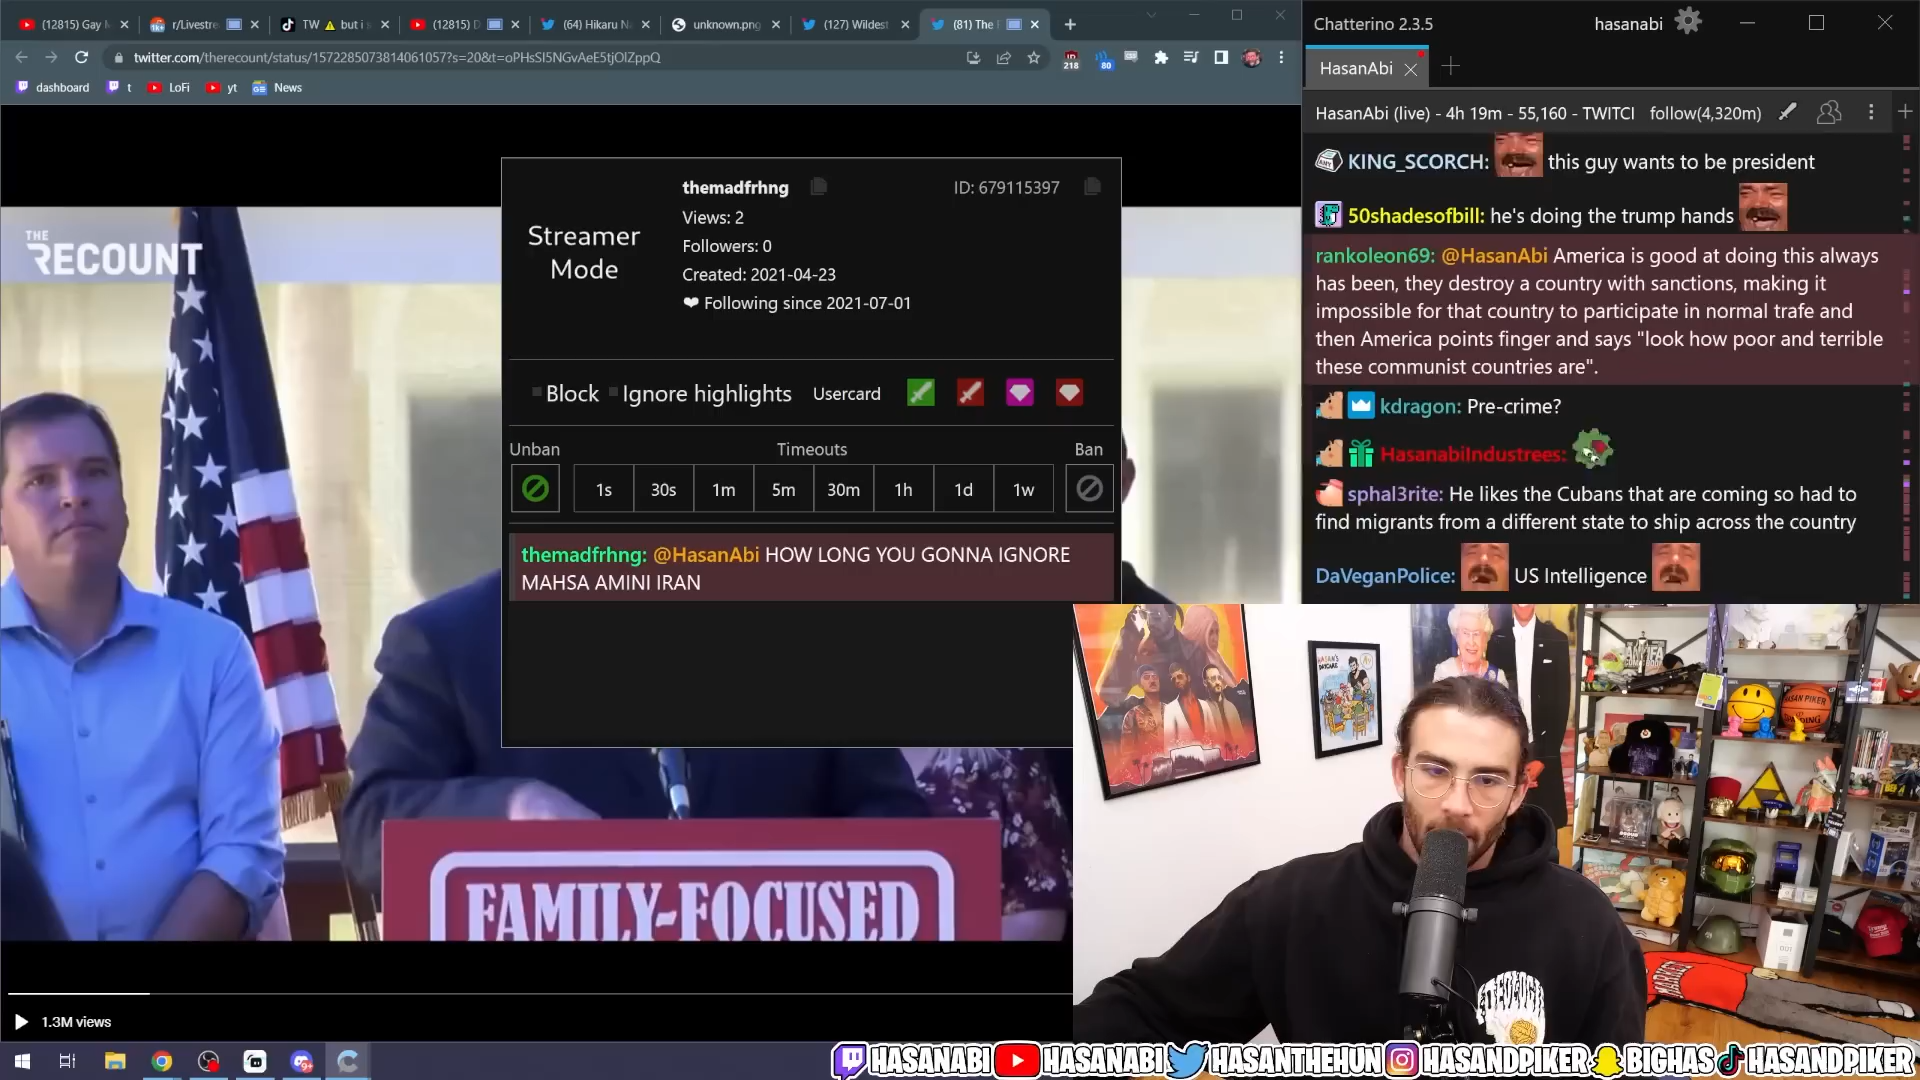 (12815) Gay M
r/Livestre
TW ⚠ but i s
(12815) D
(64) Hikaru N
unknown.png
(127) Wildest
(81) The
twitter.com/therecount/status/1572285073814061057?s=20&t=oPHsSI5NGvAeE5tjOlZppQ
218
80
dashboard
t
LoFi
yt
News
THE
RECOUNT
Streamer
Mode
themadfrhng
ID: 679115397
Views: 2
Followers: 0
Created: 2021-04-23
❤ Following since 2021-07-01
Block
Ignore highlights
Usercard
Unban
Timeouts
Ban
1s
30s
1m
5m
30m
1h
1d
1w
themadfrhng: @HasanAbi HOW LONG YOU GONNA IGNORE
MAHSA AMINI IRAN
FAMILY-FOCUSED
1.3M views
Chatterino 2.3.5
hasanabi
HasanAbi
HasanAbi (live) - 4h 19m - 55,160 - TWITCI
follow(4,320m)
KING_SCORCH: this guy wants to be president
50shadesofbill: he's doing the trump hands
rankoleon69: @HasanAbi America is good at doing this always
has been, they destroy a country with sanctions, making it
impossible for that country to participate in normal trafe and
then America points finger and says "look how poor and terrible
these communist countries are".
kdragon: Pre-crime?
HasanabiIndustrees:
sphal3rite: He likes the Cubans that are coming so had to
find migrants from a different state to ship across the country
DaVeganPolice: US Intelligence
HASANABI
HASANABI
HASANTHEHUN
HASANDPIKER
BIGHAS
HASANDPIKER